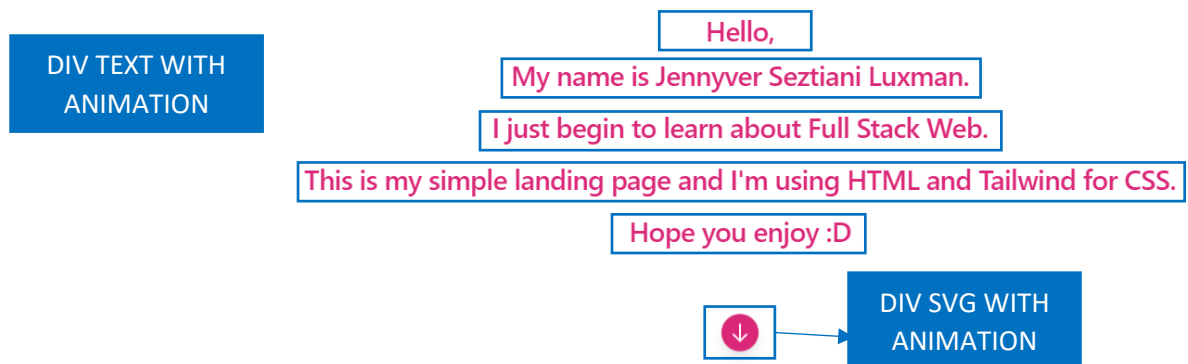 DIV TEXT WITH
ANIMATION
Hello,
My name is Jennyver Seztiani Luxman.
I just begin to learn about Full Stack Web.
This is my simple landing page and I'm using HTML and Tailwind for CSS.
Hope you enjoy :D
DIV SVG WITH
ANIMATION